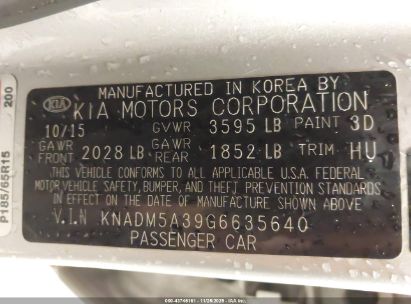 MANUFACTURED IN KOREA BY
KIA KIA MOTORS CORPORATION
10/15 GVWR 3595 LB PAINT 3D
GAWR FRONT 2028 LB GAWR REAR 1852 LB TRIM HU
THIS VEHICLE CONFORMS TO ALL APPLICABLE U.S.A. FEDERAL
MOTOR VEHICLE SAFETY, BUMPER, AND THEFT PREVENTION STANDARDS
IN EFFECT ON THE DATE OF MANUFACTURE SHOWN ABOVE.
V.I.N KNADM5A39G6635640
PASSENGER CAR
P185/65R15
200